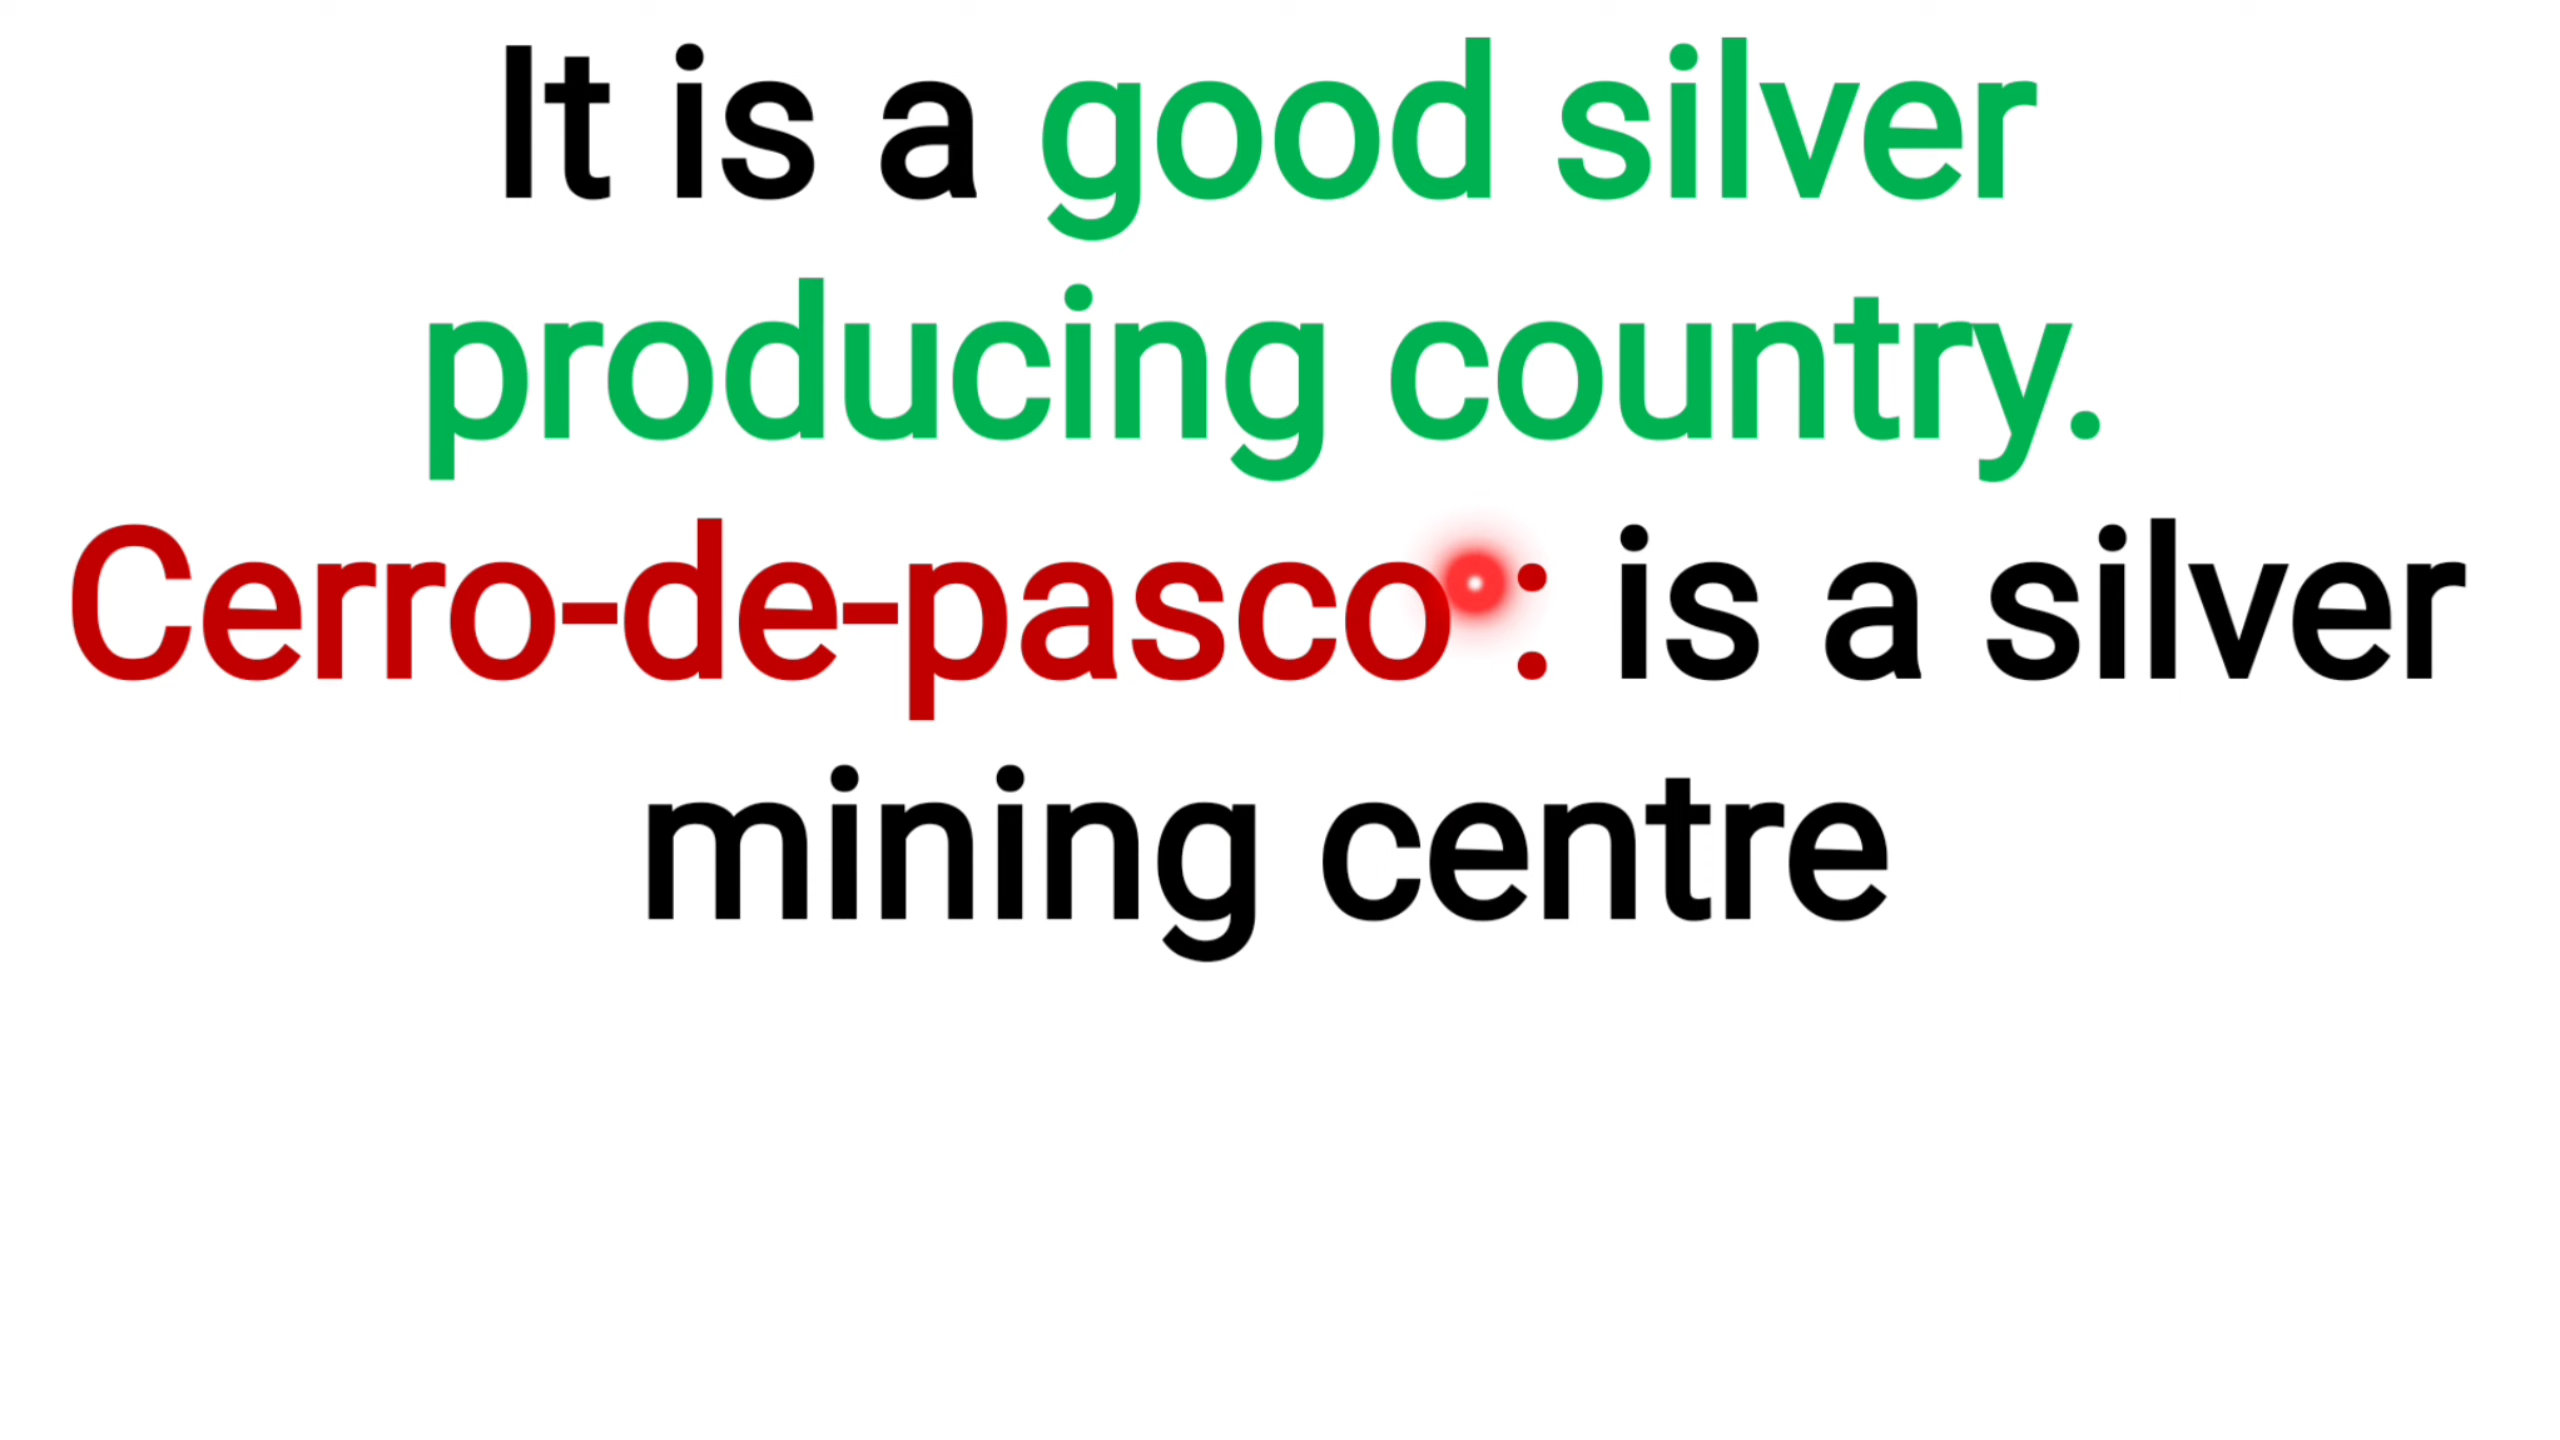 It is a good silver
producing country.
Cerro-de-pasco : is a silver
mining centre